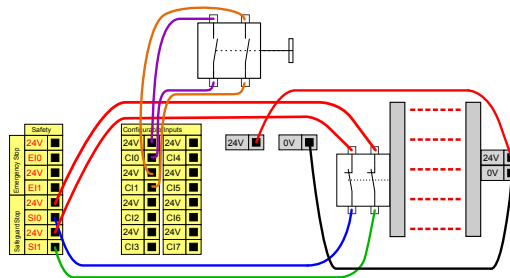 Safety
Emergency Stop
24V
EI0
24V
EI1
Safeguard Stop
24V
SI0
24V
SI1
Configurable Inputs
24V 24V
CI0 CI4
24V 24V
CI1 CI5
24V 24V
CI2 CI6
24V 24V
CI3 CI7
24V
0V
24V
0V